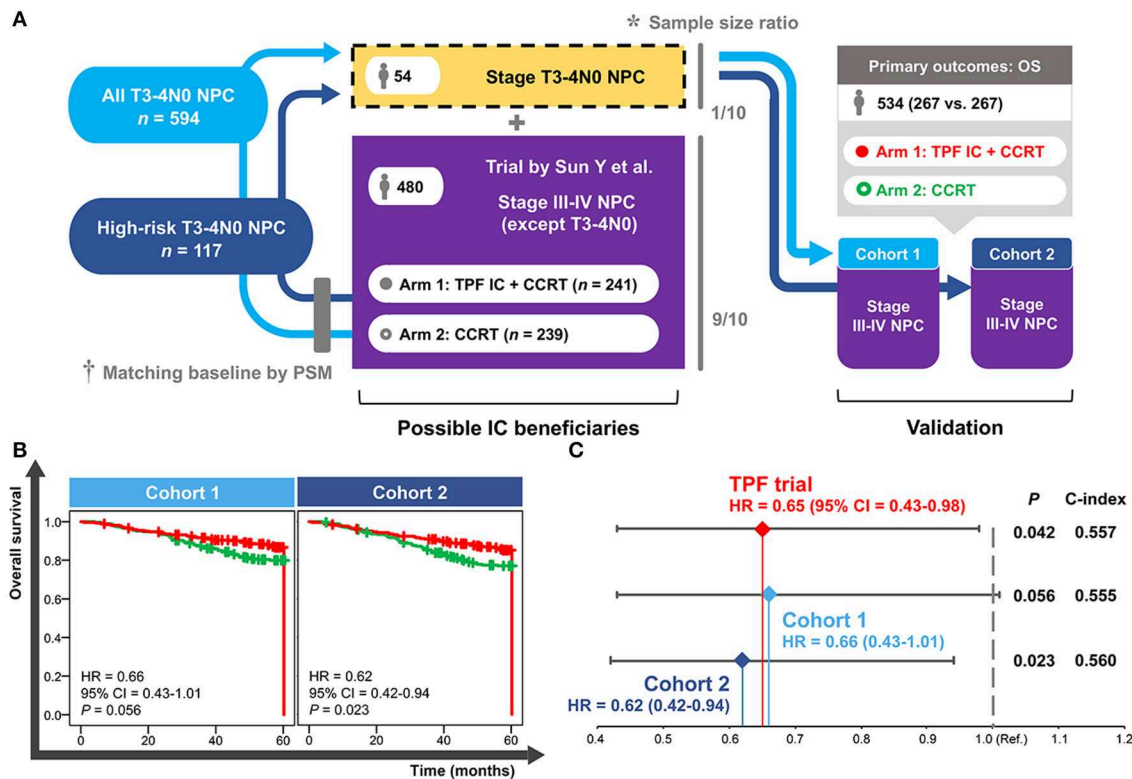 A
All T3-4N0 NPC
n = 594
High-risk T3-4N0 NPC
n = 117
† Matching baseline by PSM
54
Stage T3-4N0 NPC
+
480
Trial by Sun Y et al.
Stage III-IV NPC
(except T3-4N0)
Arm 1: TPF IC + CCRT (n = 241)
Arm 2: CCRT (n = 239)
Possible IC beneficiaries
* Sample size ratio
1/10
9/10
Primary outcomes: OS
534 (267 vs. 267)
Arm 1: TPF IC + CCRT
Arm 2: CCRT
Cohort 1
Stage
III-IV NPC
Cohort 2
Stage
III-IV NPC
Validation
B
Overall survival
Cohort 1
1.0
0.8
0.6
0.4
0.2
0.0
HR = 0.66
95% CI = 0.43-1.01
P = 0.056
0 20 40 60
Cohort 2
HR = 0.62
95% CI = 0.42-0.94
P = 0.023
0 20 40 60
Time (months)
C
TPF trial
HR = 0.65 (95% CI = 0.43-0.98)
Cohort 1
HR = 0.66 (0.43-1.01)
Cohort 2
HR = 0.62 (0.42-0.94)
P C-index
0.042 0.557
0.056 0.555
0.023 0.560
0.4 0.5 0.6 0.7 0.8 0.9 1.0 (Ref.) 1.1 1.2